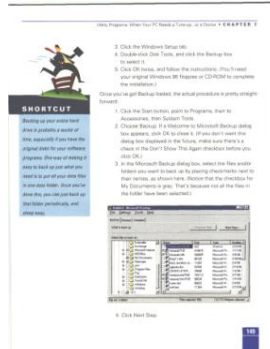 Utility Programs: When Your PC Needs a Tune-up...or a Doctor • CHAPTER 7
3. Click the Windows Setup tab.
4. Double-click Disk Tools, and click the Backup box
to select it.
5. Click OK twice, and follow the instructions. (You'll need
your original Windows 98 floppies or CD-ROM to complete
the installation.)
Once you've got Backup loaded, the actual procedure is pretty straight
forward:
SHORTCUT
Backing up your entire hard
drive is probably a waste of
time, especially if you have the
original disks for your software
programs. One way of making it
easy to back up just what you
need is to put all your data files
in one data folder. Once you've
done this, you can just back up
that folder periodically, and
sleep easy.
1. Click the Start button, point to Programs, then to
Accessories, then System Tools.
2. Choose Backup. If a Welcome to Microsoft Backup dialog
box appears, click OK to close it. (If you don't want this
dialog box displayed in the future, make sure there's a
check in the Don't Show This Again checkbox before you
click OK.)
3. In the Microsoft Backup dialog box, select the files and/or
folders you want to back up by placing checkmarks next to
their names, as shown here. (Notice that the checkbox for
My Documents is gray. That's because not all the files in
the folder have been selected.)
File Settings Tools Help
4. Click Next Step.
145